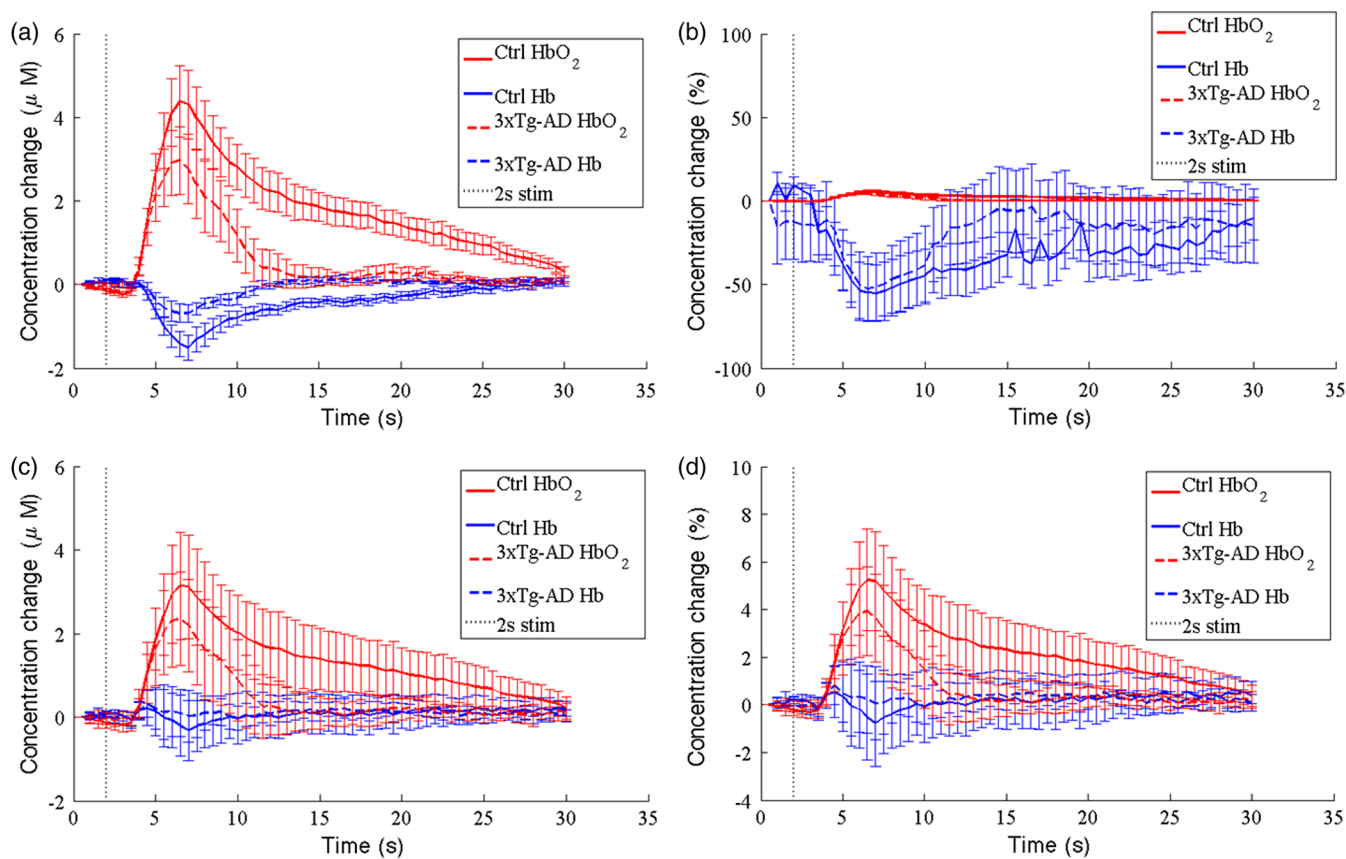 (a)
6
4
2
0
-2
Concentration change (μ M)
0 5 10 15 20 25 30 35
Time (s)
Ctrl HbO2
Ctrl Hb
3xTg-AD HbO2
3xTg-AD Hb
2s stim
(b)
100
50
0
-50
-100
Concentration change (%)
0 5 10 15 20 25 30 35
Time (s)
Ctrl HbO2
Ctrl Hb
3xTg-AD HbO2
3xTg-AD Hb
2s stim
(c)
6
4
2
0
-2
Concentration change (μ M)
0 5 10 15 20 25 30 35
Time (s)
Ctrl HbO2
Ctrl Hb
3xTg-AD HbO2
3xTg-AD Hb
2s stim
(d)
10
8
6
4
2
0
-2
-4
Concentration change (%)
0 5 10 15 20 25 30 35
Time (s)
Ctrl HbO2
Ctrl Hb
3xTg-AD HbO2
3xTg-AD Hb
2s stim